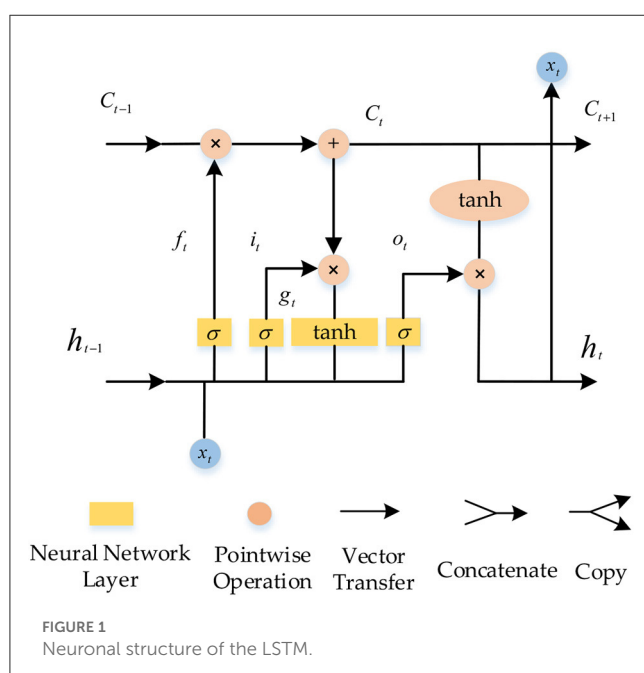 x_t
C_{t-1}
C_t
C_{t+1}
×
+
tanh
f_t
i_t
o_t
×
×
g_t
σ
σ
tanh
σ
h_{t-1}
h_t
x_t
Neural Network
Layer
Pointwise
Operation
Vector
Transfer
Concatenate
Copy
FIGURE 1
Neuronal structure of the LSTM.